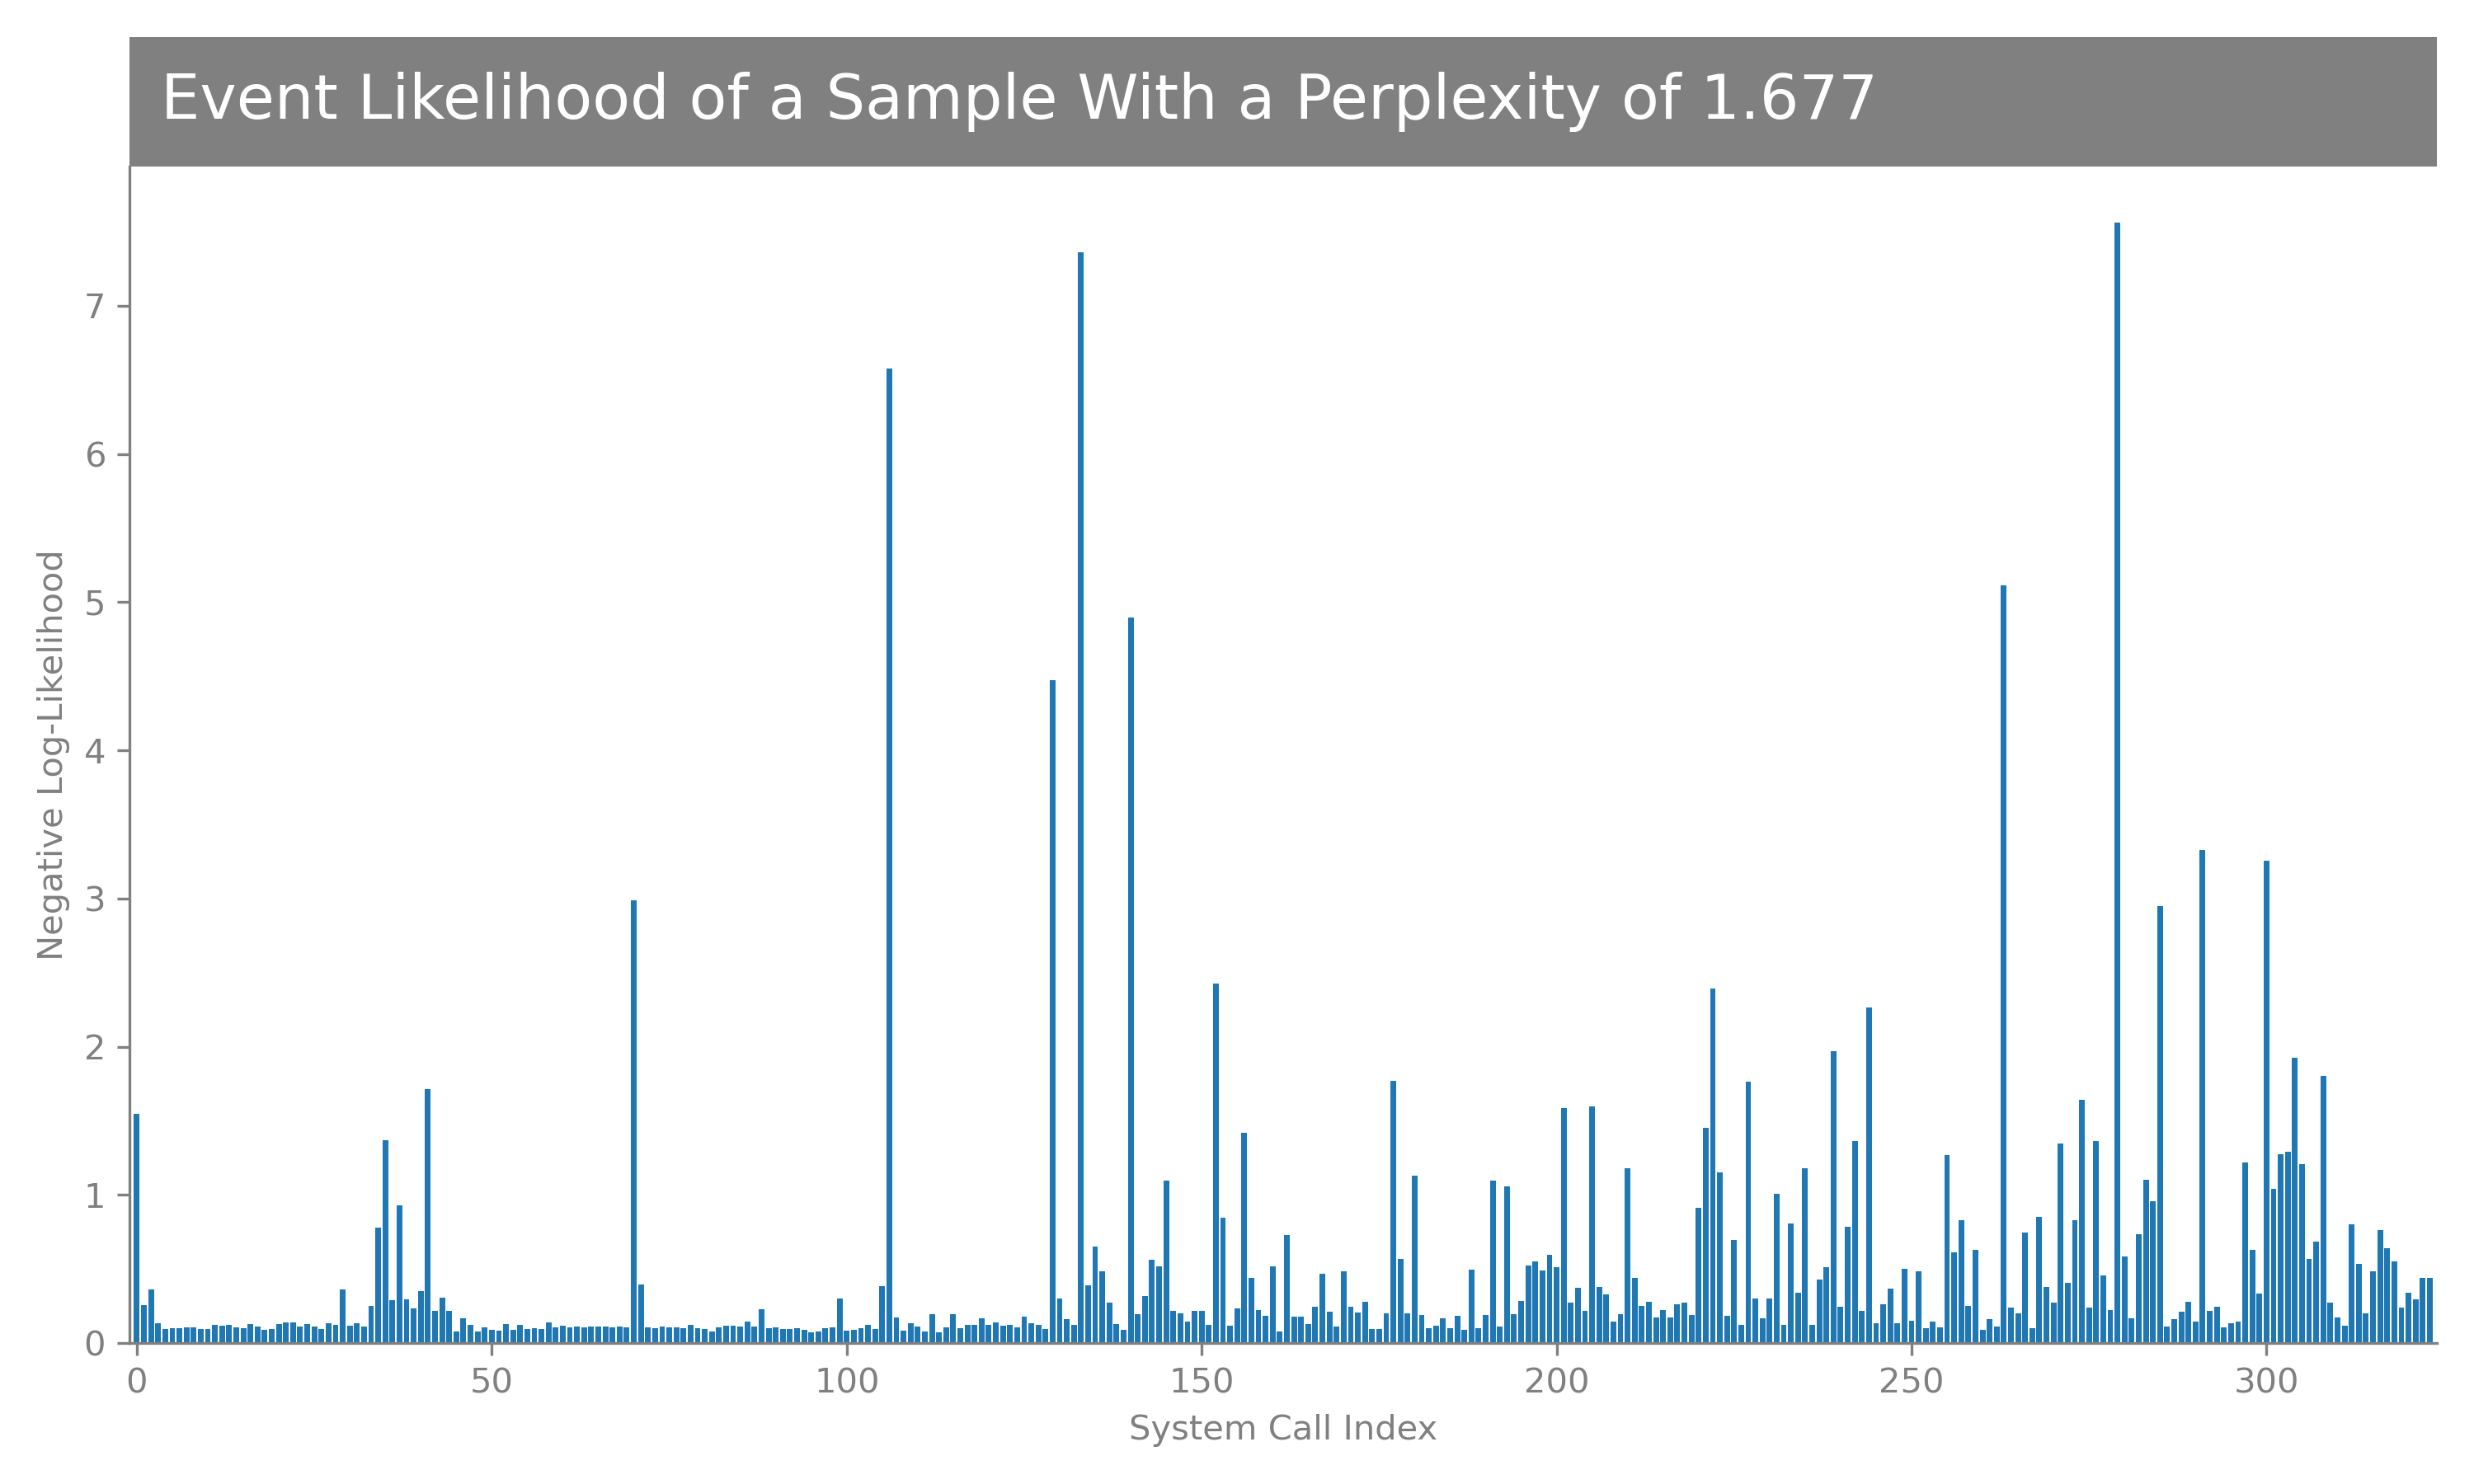 Event Likelihood of a Sample With a Perplexity of 1.677
Negative Log-Likelihood
7
6
5
4
3
2
1
0
0 50 100 150 200 250 300
System Call Index